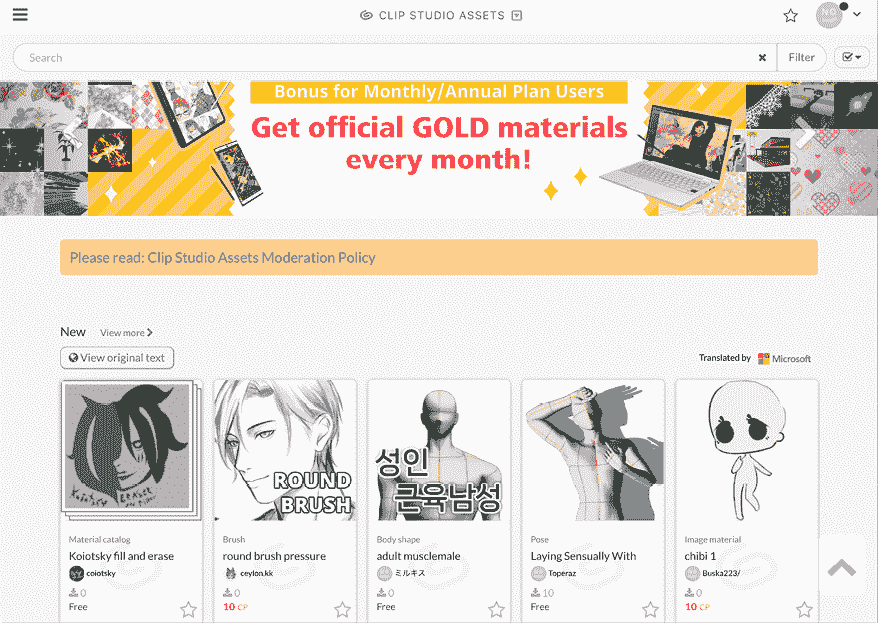 CLIP STUDIO ASSETS
Search
Filter
Bonus for Monthly/Annual Plan Users
Get official GOLD materials
every month!
Please read: Clip Studio Assets Moderation Policy
New
View more
View original text
Translated by Microsoft
ROUND
BRUSH
성인
근육남성
Material catalog
Koiotsky fill and erase
coiotsky
0
Free
Brush
round brush pressure
ceylon.kk
0
10 CP
Body shape
adult musclemale
ミルキス
0
Free
Pose
Laying Sensually With
Toperaz
10
Free
Image material
chibi 1
Buska223/
0
10 CP